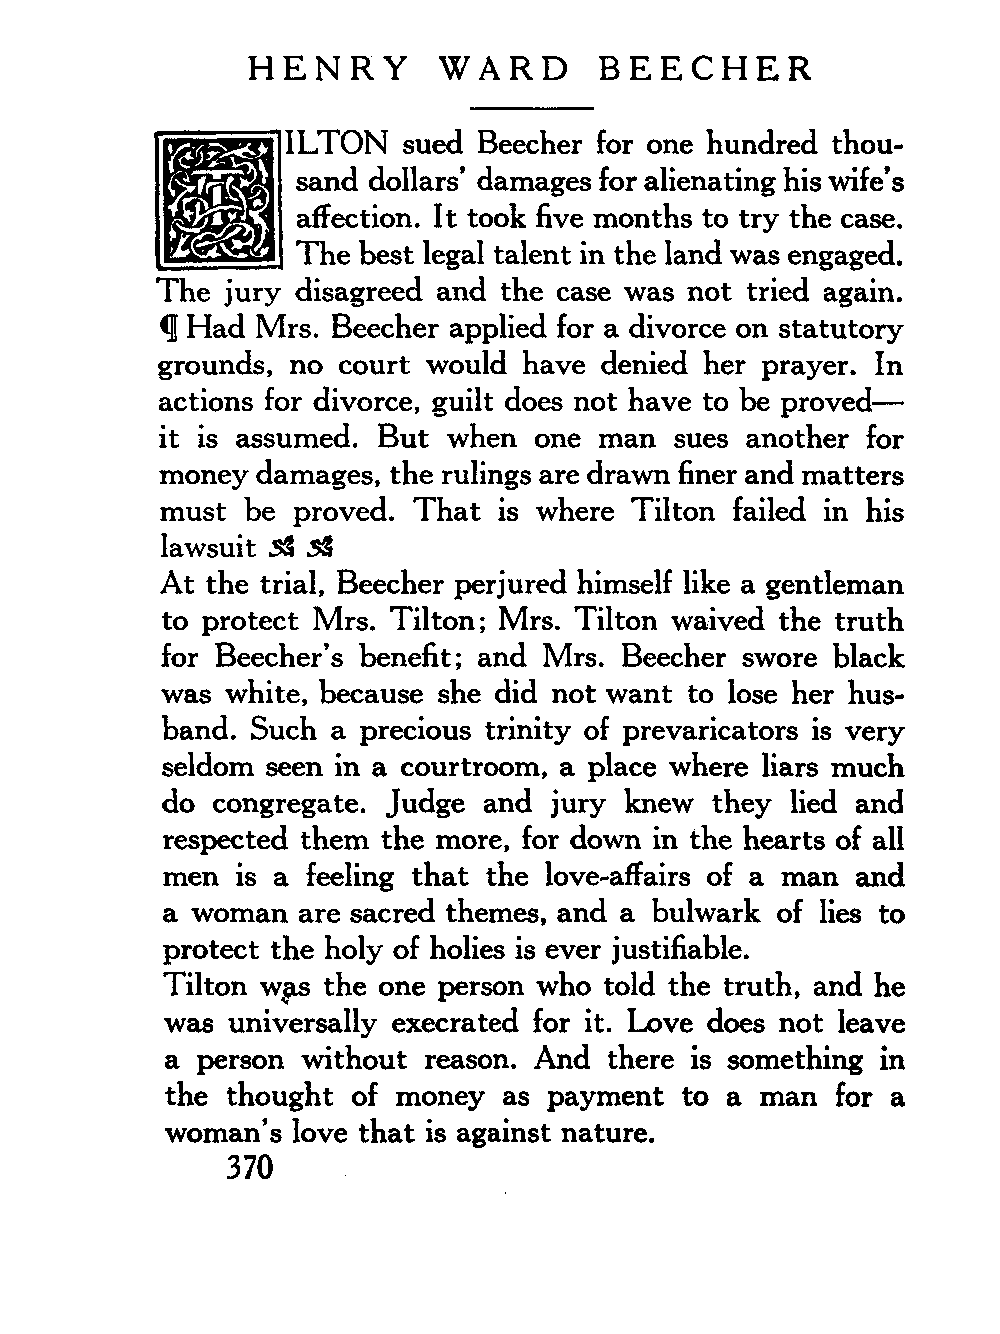 HENRY WARD BEECHER
TILTON sued Beecher for one hundred thou-
sand dollars' damages for alienating his wife's
affection. It took five months to try the case.
The best legal talent in the land was engaged.
The jury disagreed and the case was not tried again.
¶ Had Mrs. Beecher applied for a divorce on statutory
grounds, no court would have denied her prayer. In
actions for divorce, guilt does not have to be proved—
it is assumed. But when one man sues another for
money damages, the rulings are drawn finer and matters
must be proved. That is where Tilton failed in his
lawsuit
At the trial, Beecher perjured himself like a gentleman
to protect Mrs. Tilton; Mrs. Tilton waived the truth
for Beecher's benefit; and Mrs. Beecher swore black
was white, because she did not want to lose her hus-
band. Such a precious trinity of prevaricators is very
seldom seen in a courtroom, a place where liars much
do congregate. Judge and jury knew they lied and
respected them the more, for down in the hearts of all
men is a feeling that the love-affairs of a man and
a woman are sacred themes, and a bulwark of lies to
protect the holy of holies is ever justifiable.
Tilton was the one person who told the truth, and he
was universally execrated for it. Love does not leave
a person without reason. And there is something in
the thought of money as payment to a man for a
woman's love that is against nature.
370